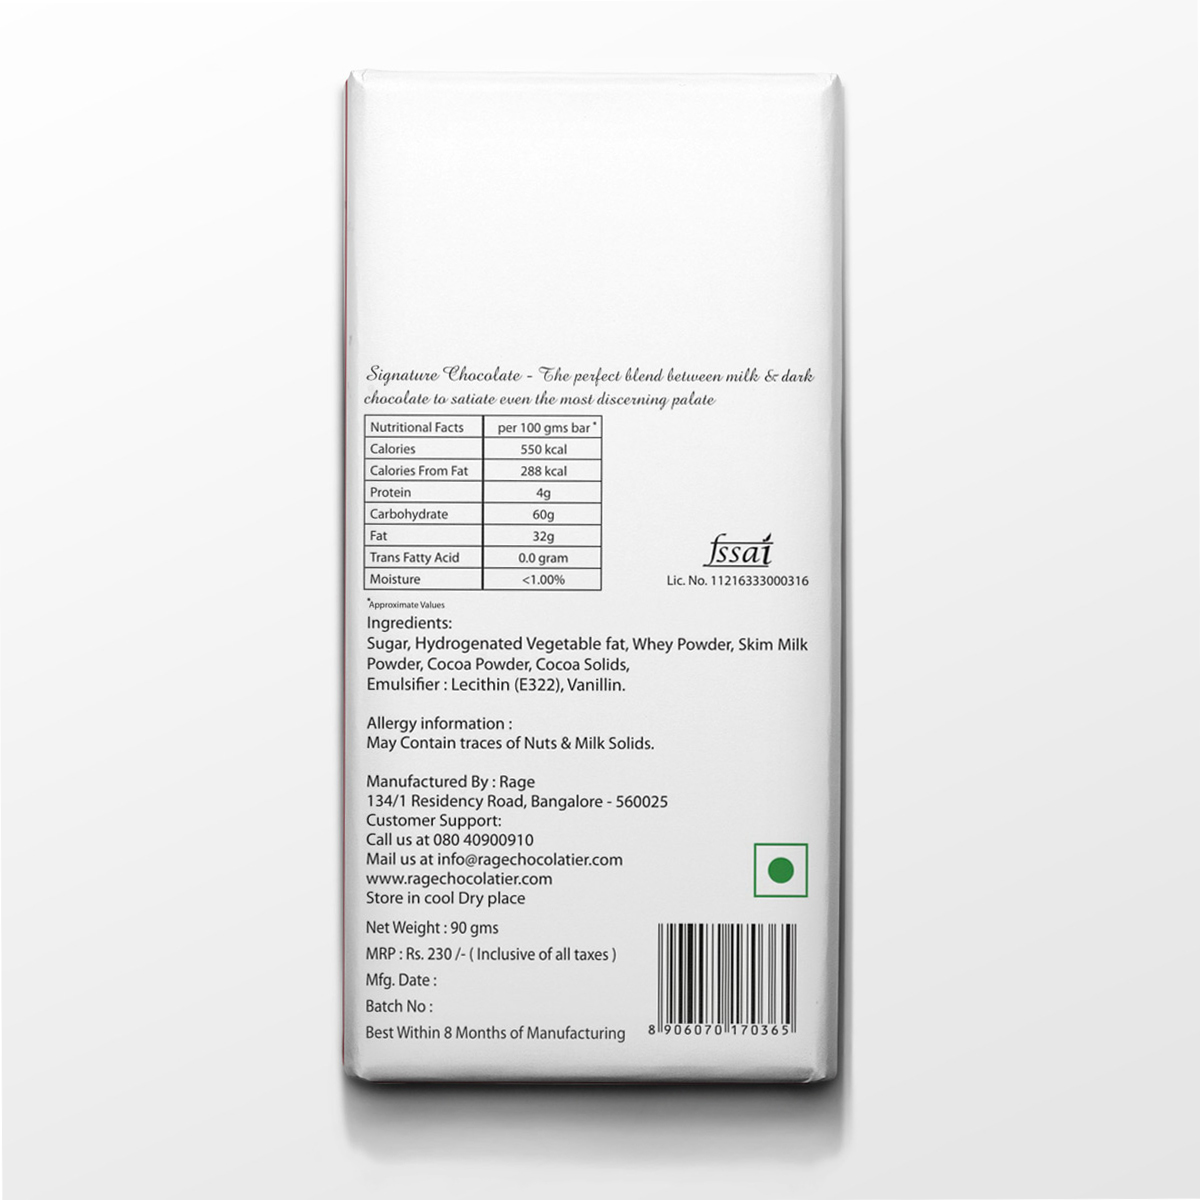 Signature Chocolate - The perfect blend between milk & dark
chocolate to satiate even the most discerning palate
Nutritional Facts per 100 gms bar*
Calories 550 kcal
Calories From Fat 288 kcal
Protein 4g
Carbohydrate 60g
Fat 32g
Trans Fatty Acid 0.0 gram
Moisture <1.00%
*Approximate Values
fssai
Lic. No. 11216333000316
Ingredients:
Sugar, Hydrogenated Vegetable fat, Whey Powder, Skim Milk
Powder, Cocoa Powder, Cocoa Solids,
Emulsifier : Lecithin (E322), Vanillin.
Allergy information :
May Contain traces of Nuts & Milk Solids.
Manufactured By : Rage
134/1 Residency Road, Bangalore - 560025
Customer Support:
Call us at 080 40900910
Mail us at info@ragechocolatier.com
www.ragechocolatier.com
Store in cool Dry place
Net Weight : 90 gms
MRP : Rs. 230 /- ( Inclusive of all taxes )
Mfg. Date :
Batch No :
Best Within 8 Months of Manufacturing
8 906070 170365